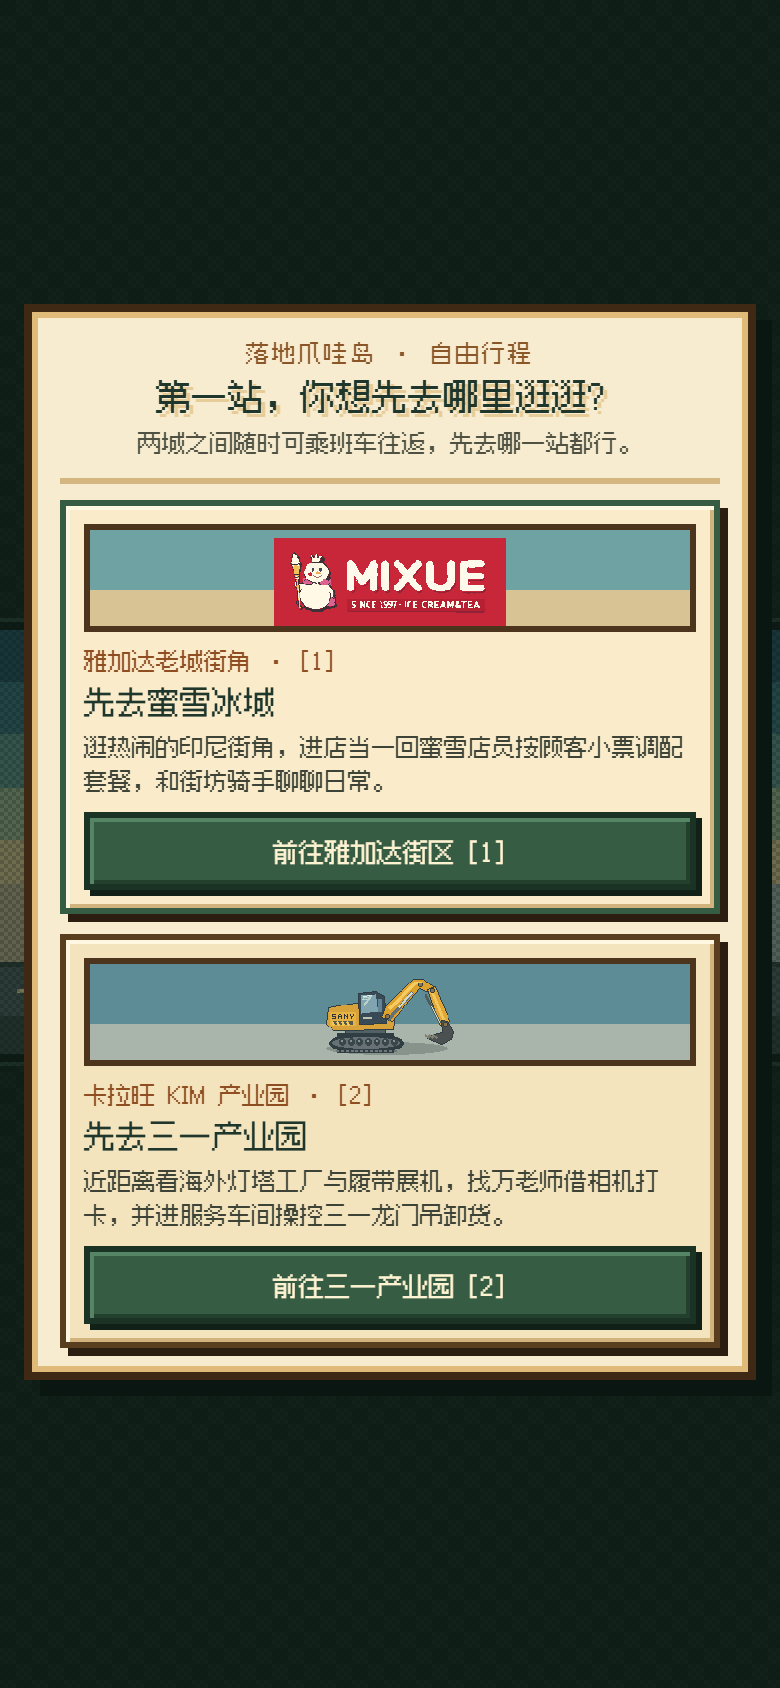 落地爪哇岛 · 自由行程
第一站，你想先去哪里逛逛？
两城之间随时可乘班车往返，先去哪一站都行。
MIXUE
SINCE 1997 · ICE CREAM&TEA
雅加达老城街角 · [1]
先去蜜雪冰城
逛热闹的印尼街角，进店当一回蜜雪店员按顾客小票调配
套餐，和街坊骑手聊聊日常。
前往雅加达街区 [1]
SANY
卡拉旺 KIM 产业园 · [2]
先去三一产业园
近距离看海外灯塔工厂与履带展机，找万老师借相机打
卡，并进服务车间操控三一龙门吊卸货。
前往三一产业园 [2]